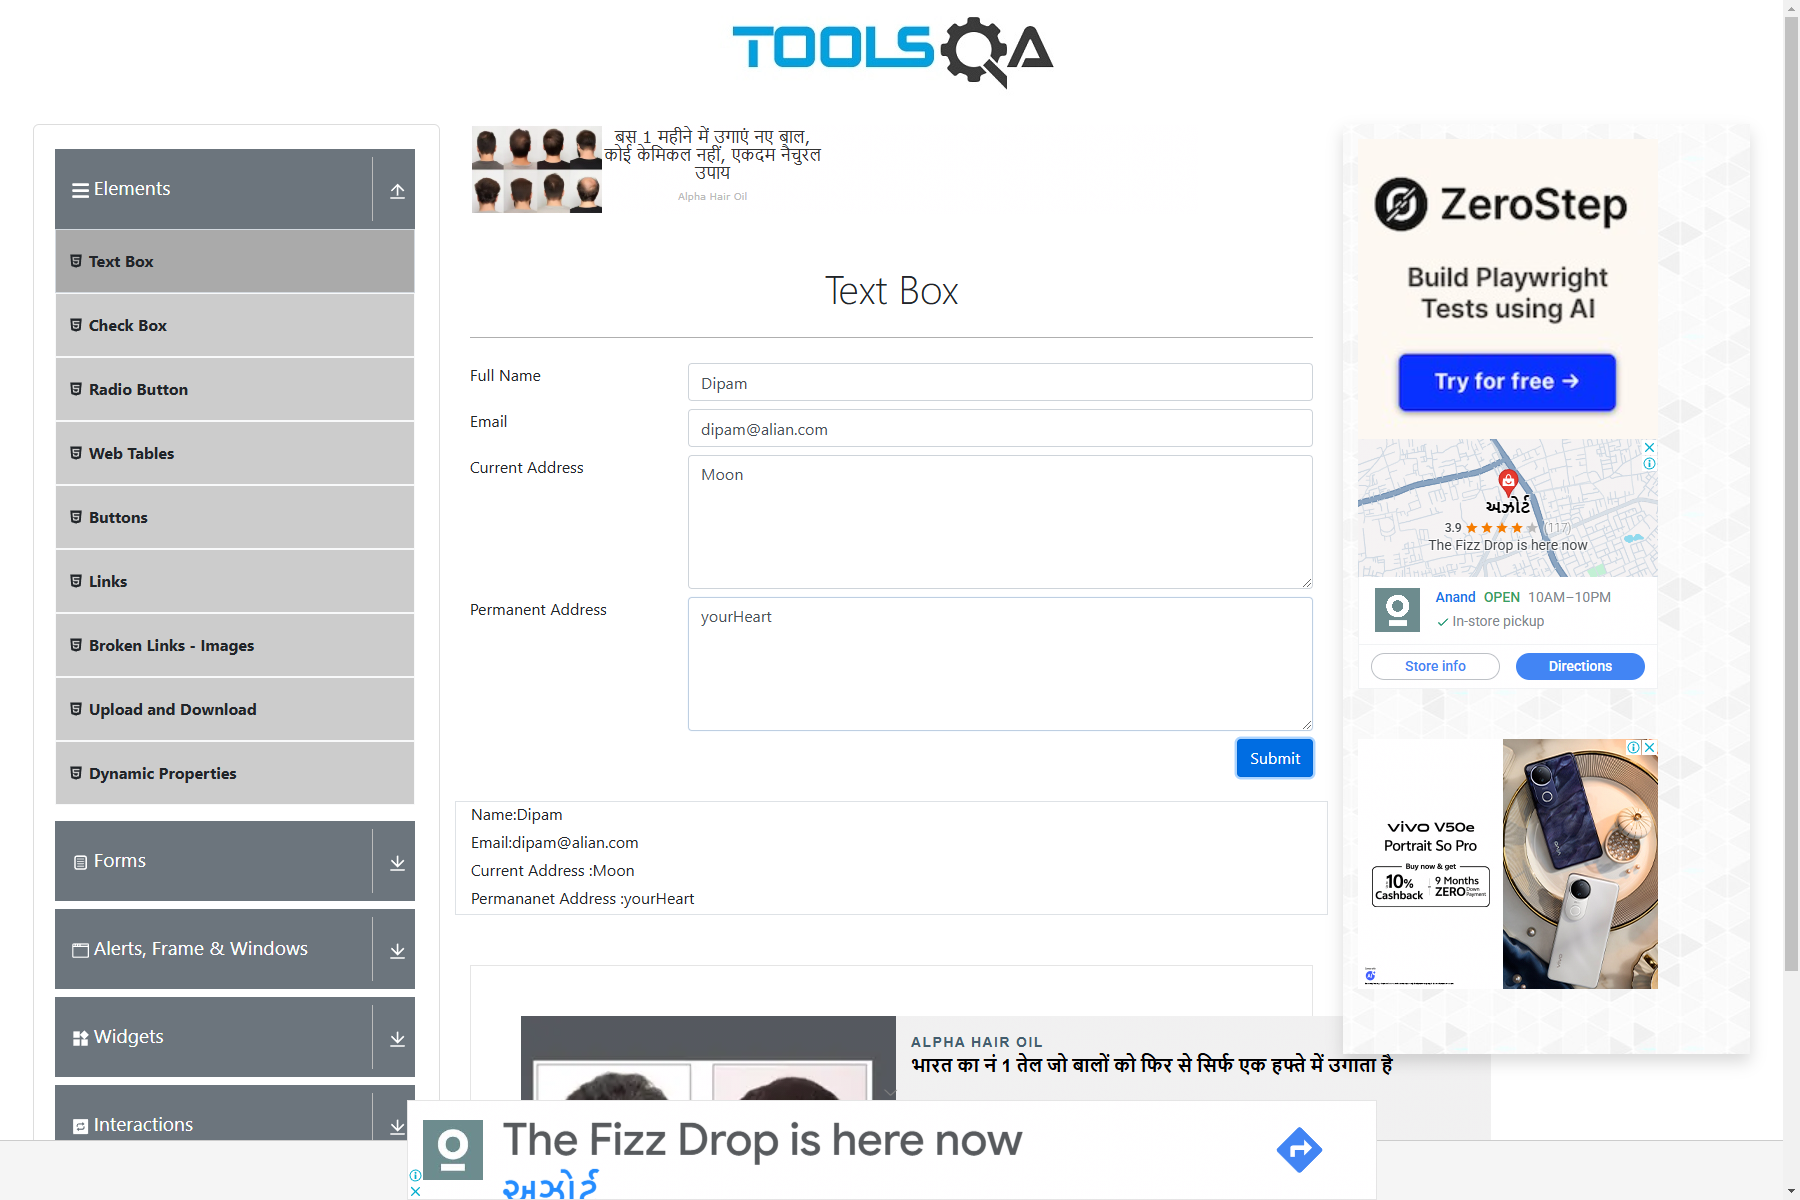 TOOLSQA
Elements
Text Box
Check Box
Radio Button
Web Tables
Buttons
Links
Broken Links - Images
Upload and Download
Dynamic Properties
Forms
Alerts, Frame & Windows
Widgets
Interactions
बस 1 महीने में उगाएं नए बाल,
कोई केमिकल नहीं, एकदम नैचुरल
उपाय
Alpha Hair Oil
Text Box
Full Name
Dipam
Email
dipam@alian.com
Current Address
Moon
Permanent Address
yourHeart
Submit
Name:Dipam
Email:dipam@alian.com
Current Address :Moon
Permananet Address :yourHeart
ALPHA HAIR OIL
भारत का नं 1 तेल जो बालों को फिर से सिर्फ एक हफ्ते में उगाता है
ZeroStep
Build Playwright
Tests using AI
Try for free →
અઝોર્ટ
3.9 ★★★★★ (117)
The Fizz Drop is here now
Anand OPEN 10AM–10PM
In-store pickup
Store info
Directions
vivo V50e
Portrait So Pro
Buy now & get
10% Cashback
9 Months
ZERO Down Payment
The Fizz Drop is here now
અઝોર્ટ